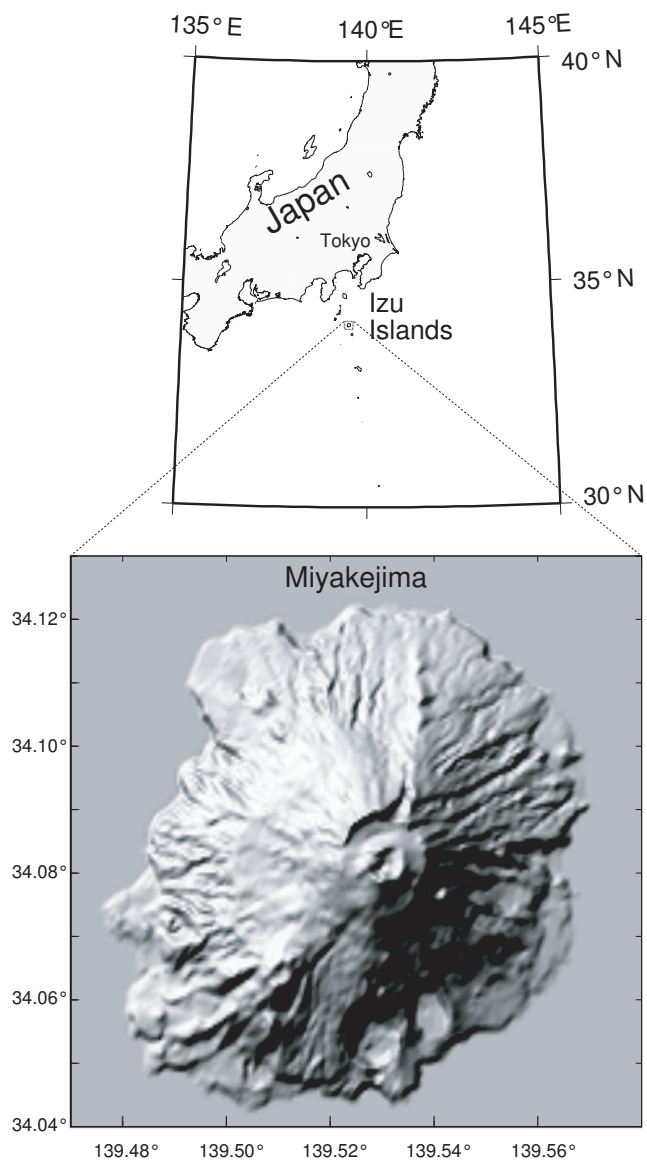 135° E
140°E
145°E
40° N
Japan
Tokyo
35° N
Izu
Islands
30° N
Miyakejima
34.12°
34.10°
34.08°
34.06°
34.04°
139.48°
139.50°
139.52°
139.54°
139.56°